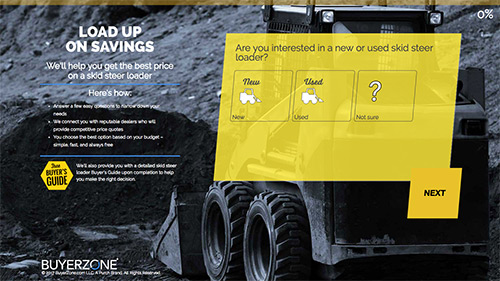 0%
LOAD UP
ON SAVINGS
We'll help you get the best price
on a skid steer loader
Here's how:
Answer a few easy questions to narrow down your
needs
We connect you with reputable dealers who will
provide competitive price quotes
You choose the best option based on your budget –
simple, fast, and always free
Free
BUYER'S
GUIDE
We'll also provide you with a detailed skid steer
loader Buyer's Guide upon completion to help
you make the right decision.
Are you interested in a new or used skid steer
loader?
New
Used
?
New
Used
Not sure
NEXT
BUYERZONE
© 2017 BuyerZone.com LLC. A Purch Brand. All Rights Reserved.